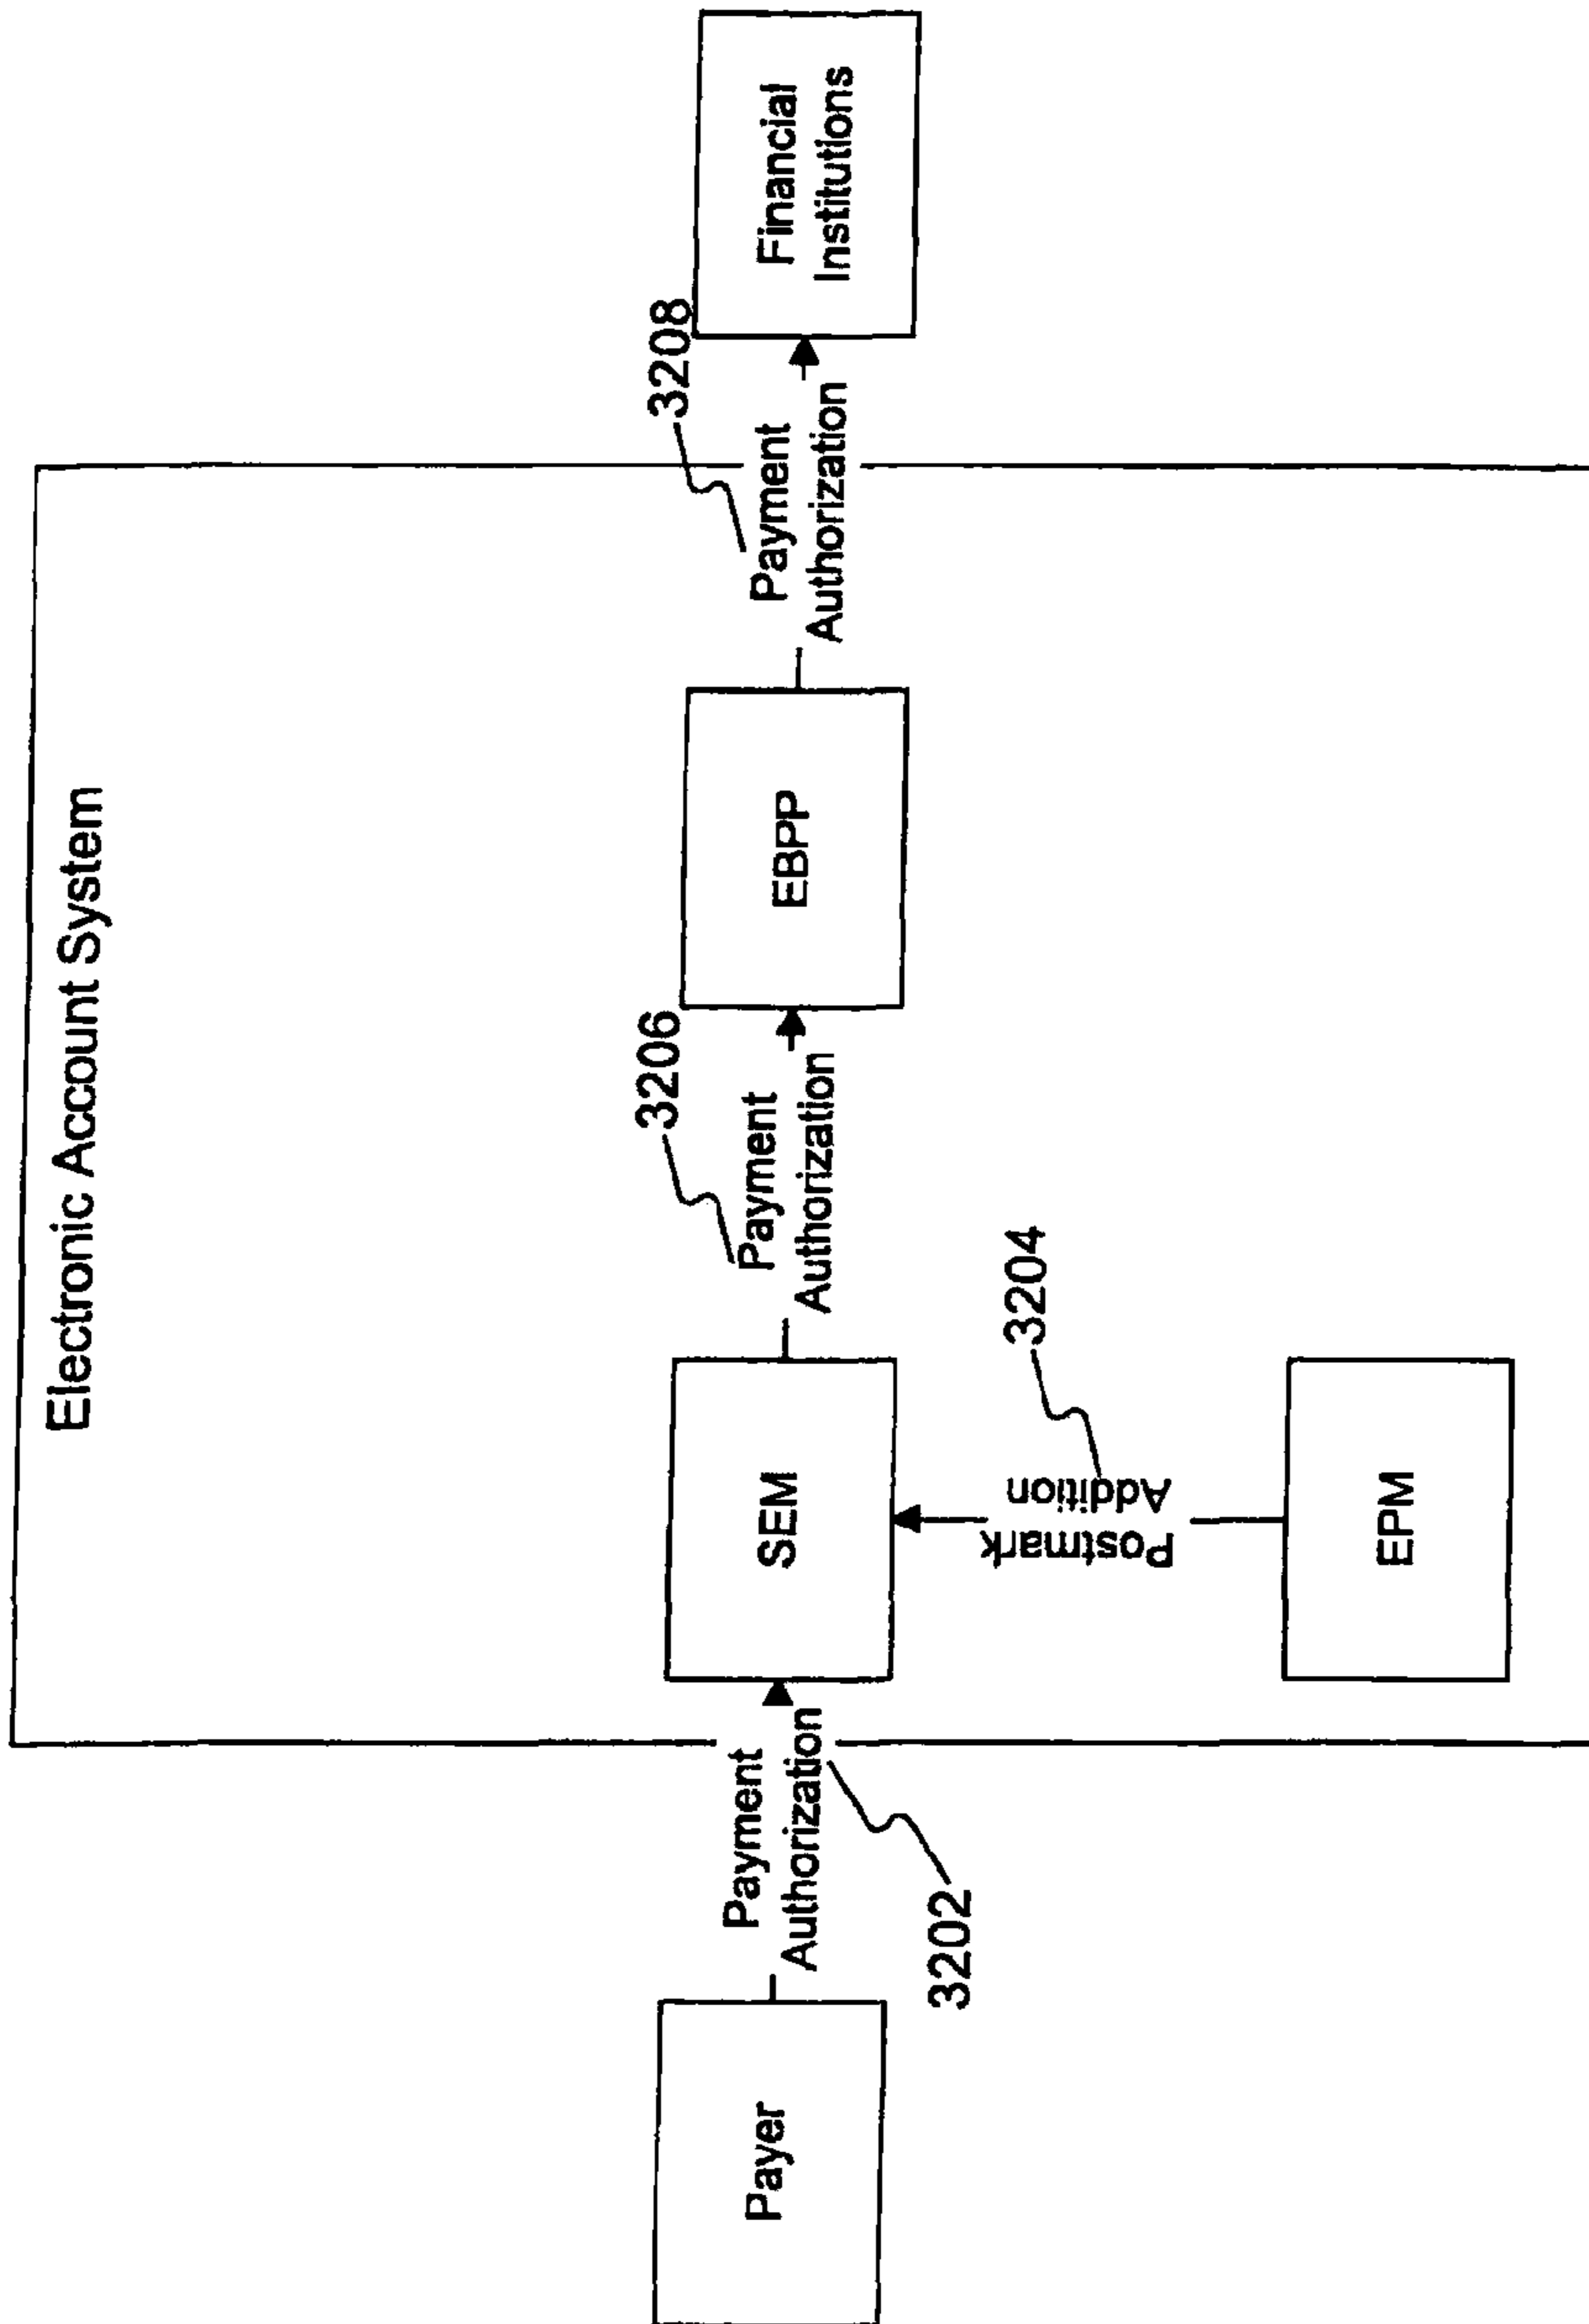 Electronic Account System
Payer
Payment
Authorization
3202
SEM
Postmark
Addition
3204
EPM
Payment
Authorization
3206
EBPP
Payment
Authorization
3208
Financial
Institutions